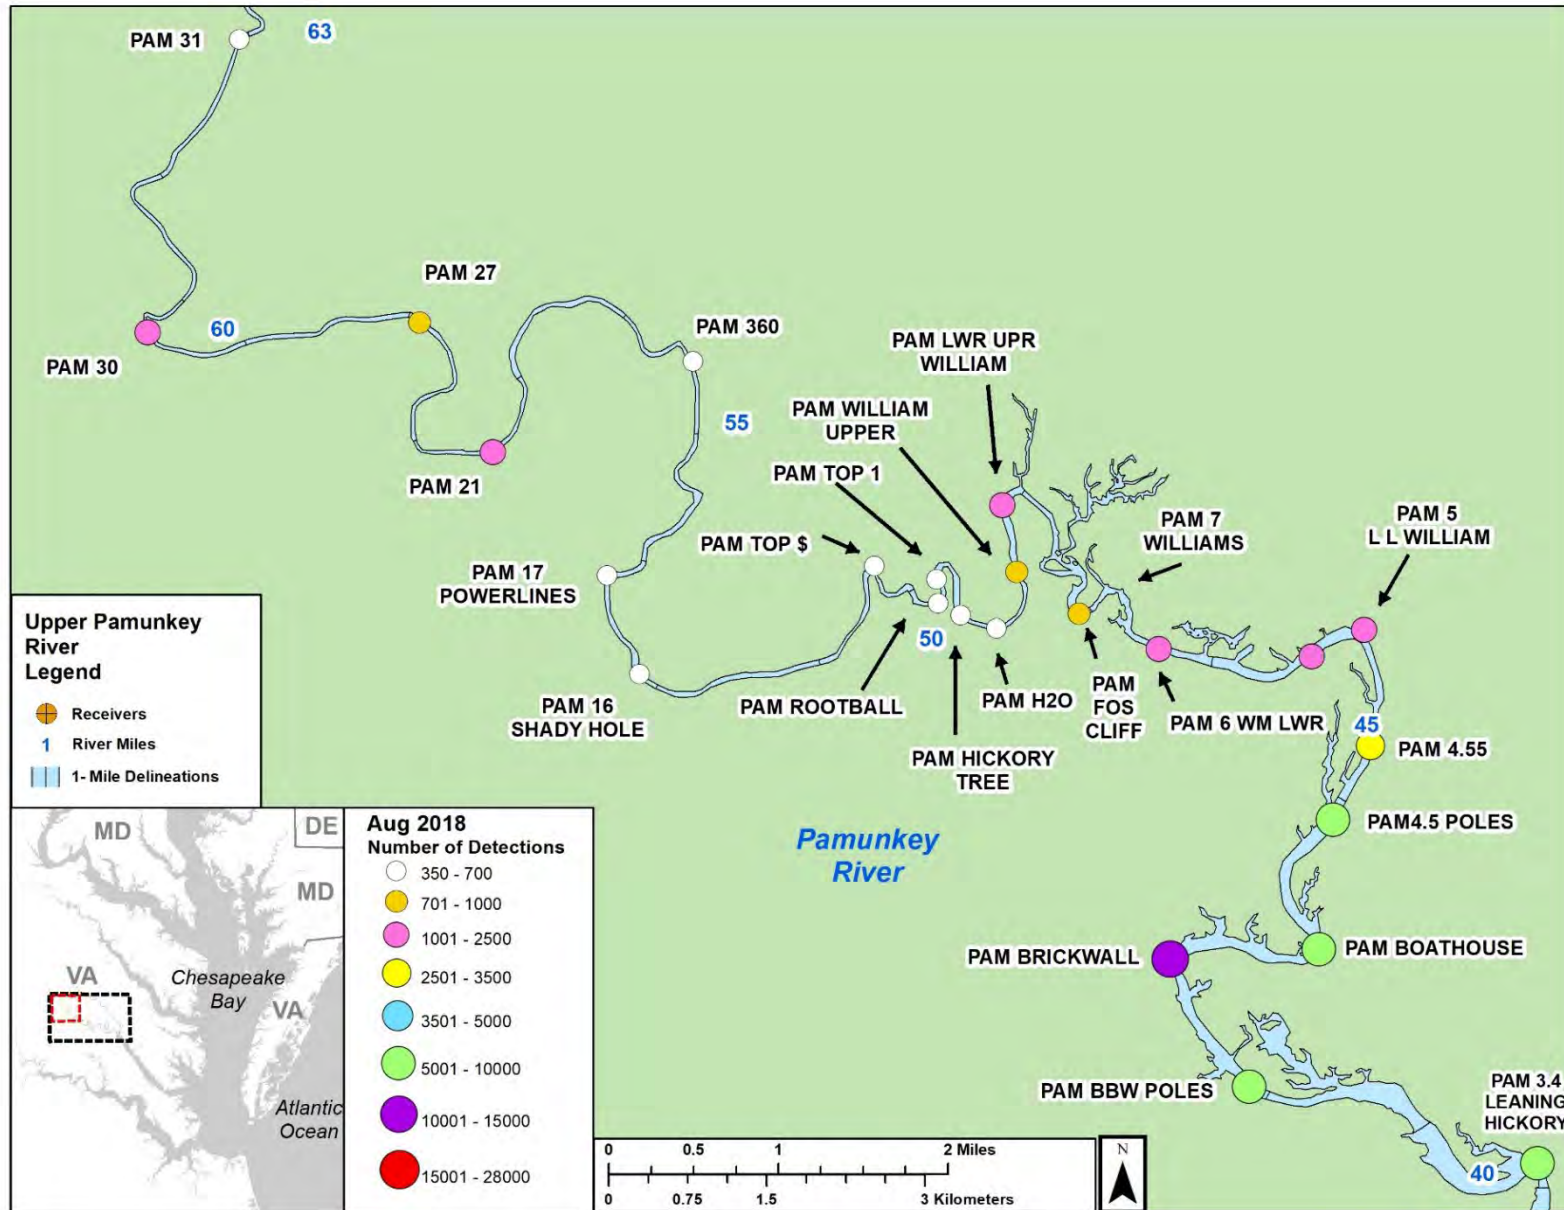 PAM 31
63
PAM 27
PAM 360
60
PAM 30
PAM LWR UPR
WILLIAM
55
PAM WILLIAM
UPPER
PAM 21
PAM TOP 1
PAM 5
L L WILLIAM
PAM 7
WILLIAMS
PAM TOP $
PAM 17
POWERLINES
50
PAM 16
SHADY HOLE
PAM ROOTBALL
PAM H2O
PAM
FOS
CLIFF
PAM 6 WM LWR
45
PAM 4.55
PAM HICKORY
TREE
PAM4.5 POLES
Pamunkey
River
PAM BOATHOUSE
PAM BRICKWALL
PAM BBW POLES
PAM 3.4
LEANING
HICKORY
40
Upper Pamunkey
River
Legend
Receivers
1 River Miles
1- Mile Delineations
MD
DE
MD
VA
Chesapeake
Bay
VA
Atlantic
Ocean
Aug 2018
Number of Detections
350 - 700
701 - 1000
1001 - 2500
2501 - 3500
3501 - 5000
5001 - 10000
10001 - 15000
15001 - 28000
0 0.5 1 2 Miles
0 0.75 1.5 3 Kilometers
N